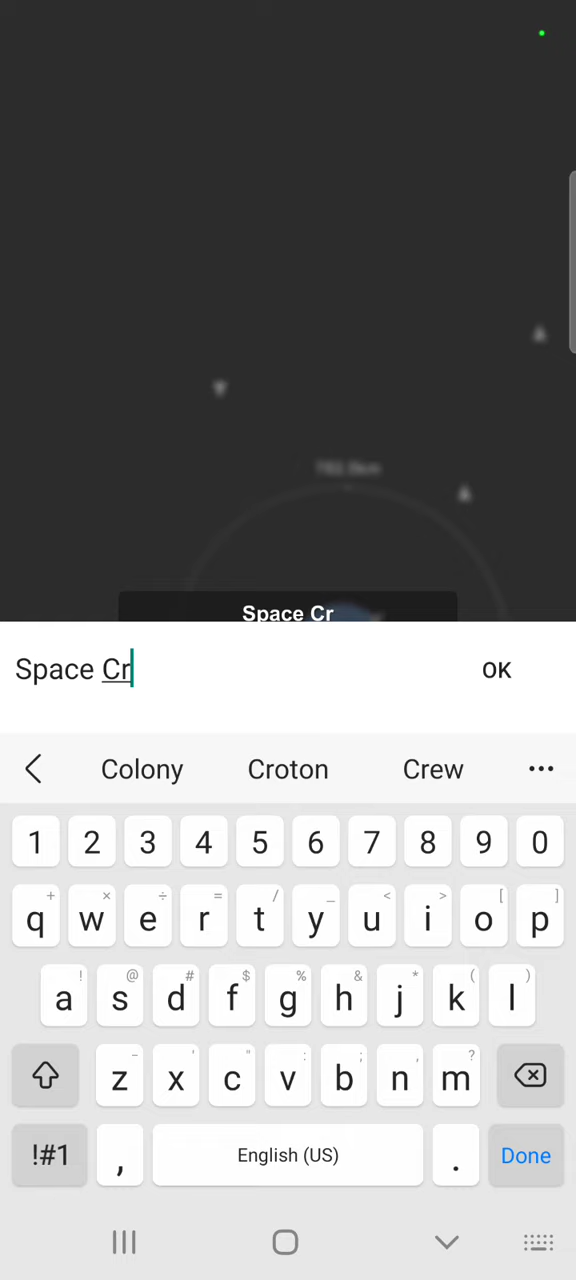 Space Cr
Space Cr
OK
Colony Croton Crew
1 2 3 4 5 6 7 8 9 0
+ × ÷ = / _ < > [ ]
q w e r t y u i o p
! @ # $ % & * ( )
a s d f g h j k l
- ' " : ; , ?
z x c v b n m
!#1 , English (US) . Done